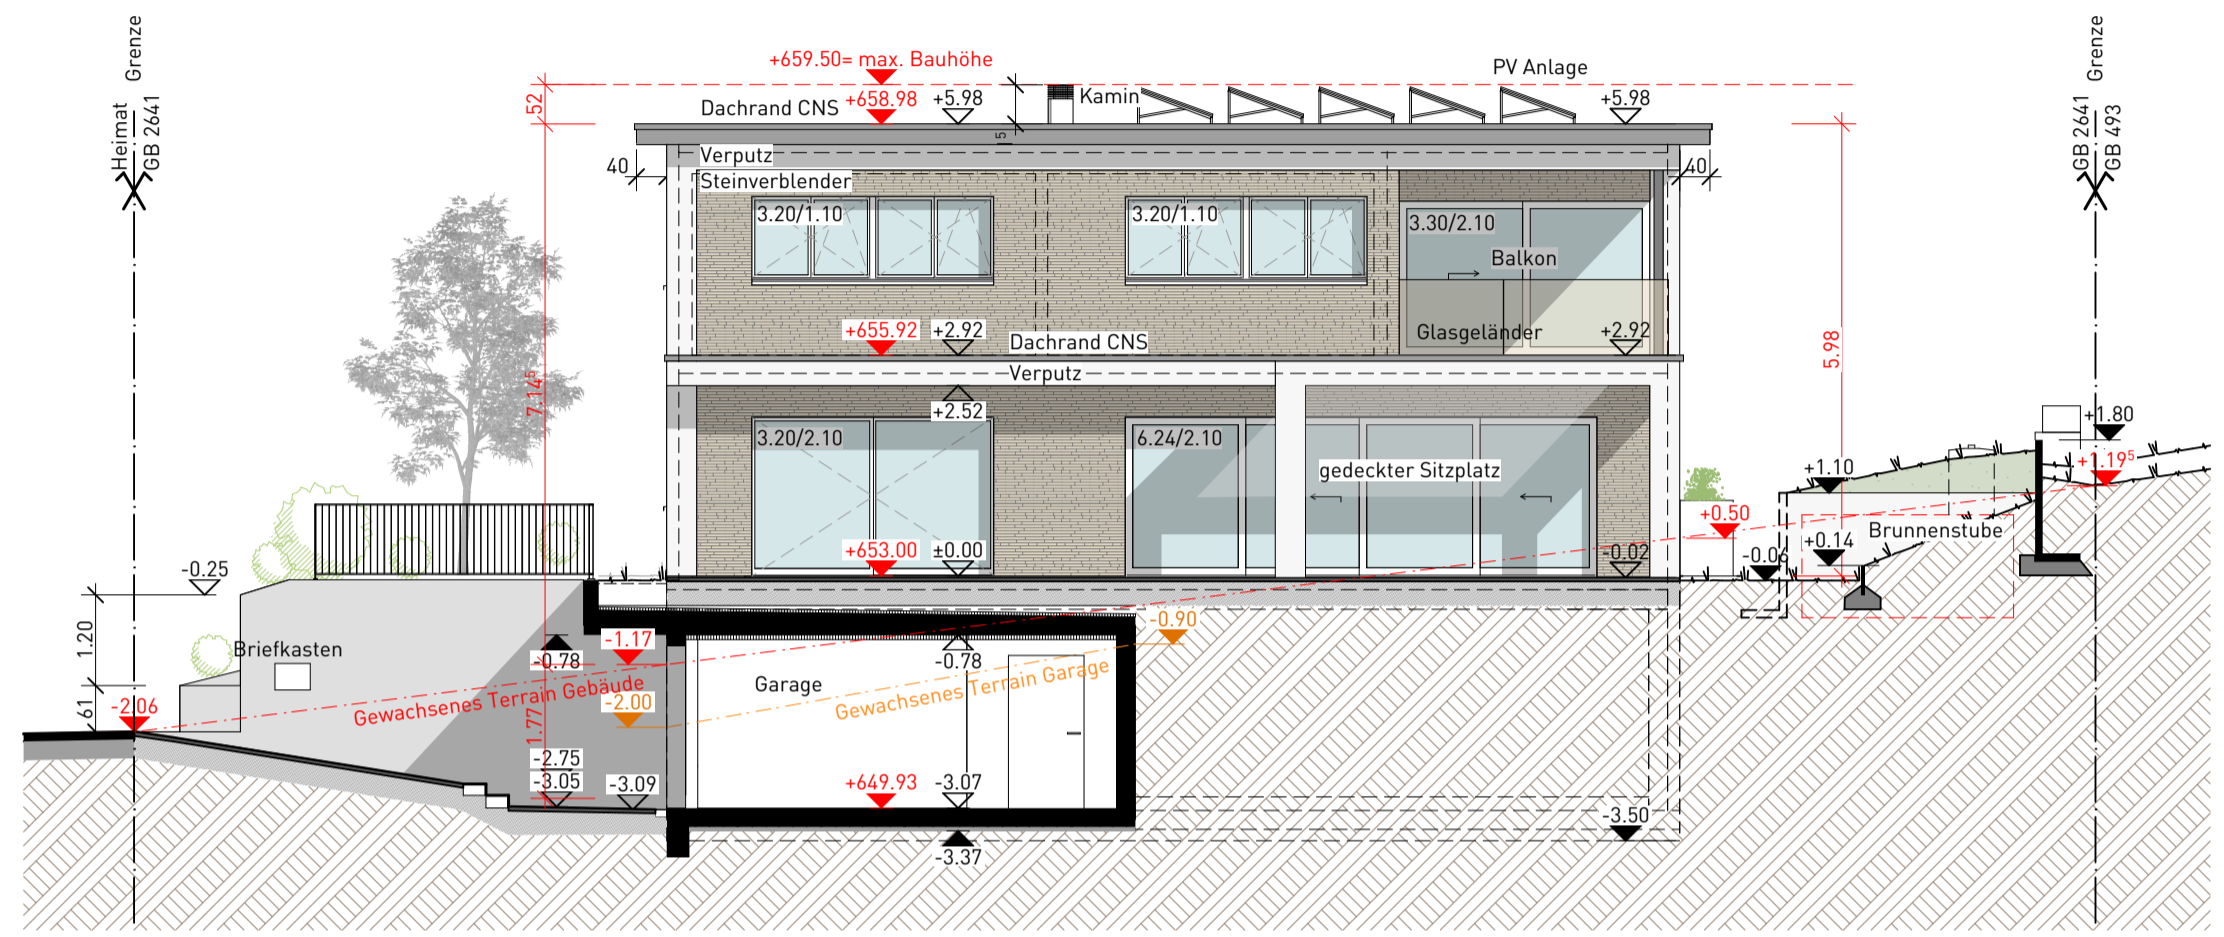 Grenze
Heimat
GB 2641
+659.50= max. Bauhöhe
PV Anlage
Grenze
GB 2641
GB 493
52
Dachrand CNS
+658.98
+5.98
Kamin
+5.98
5
40
Verputz
40
Steinverblender
3.20/1.10
3.20/1.10
3.30/2.10
Balkon
+655.92
+2.92
Dachrand CNS
Glasgeländer
+2.92
5.98
Verputz
7.14⁵
+2.52
+1.80
3.20/2.10
6.24/2.10
gedeckter Sitzplatz
+1.19⁵
+1.10
+0.50
Brunnenstube
+653.00
±0.00
-0.02
-0.06
+0.14
-0.25
1.20
-0.90
Briefkasten
-1.17
-0.78
-0.78
Garage
Gewachsenes Terrain Gebäude
Gewachsenes Terrain Garage
-2.00
61
-2.06
1.77
-2.75
-3.05
-3.09
+649.93
-3.07
-3.50
-3.37